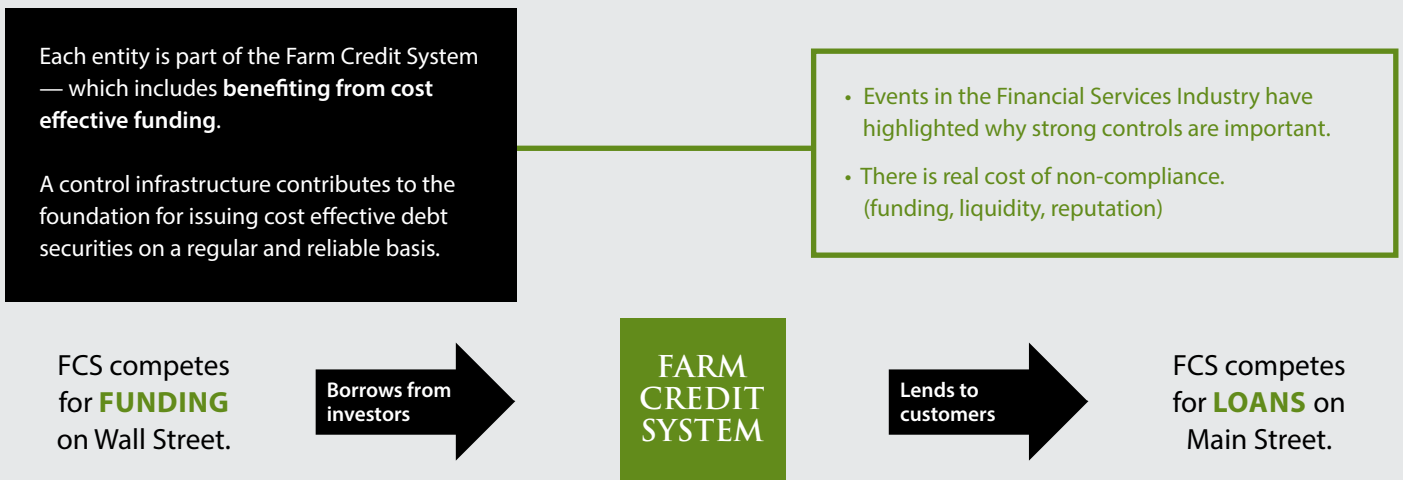 Each entity is part of the Farm Credit System
— which includes benefiting from cost
effective funding.
A control infrastructure contributes to the
foundation for issuing cost effective debt
securities on a regular and reliable basis.
• Events in the Financial Services Industry have
highlighted why strong controls are important.
• There is real cost of non-compliance.
(funding, liquidity, reputation)
FCS competes
for FUNDING
on Wall Street.
Borrows from
investors
FARM
CREDIT
SYSTEM
Lends to
customers
FCS competes
for LOANS on
Main Street.